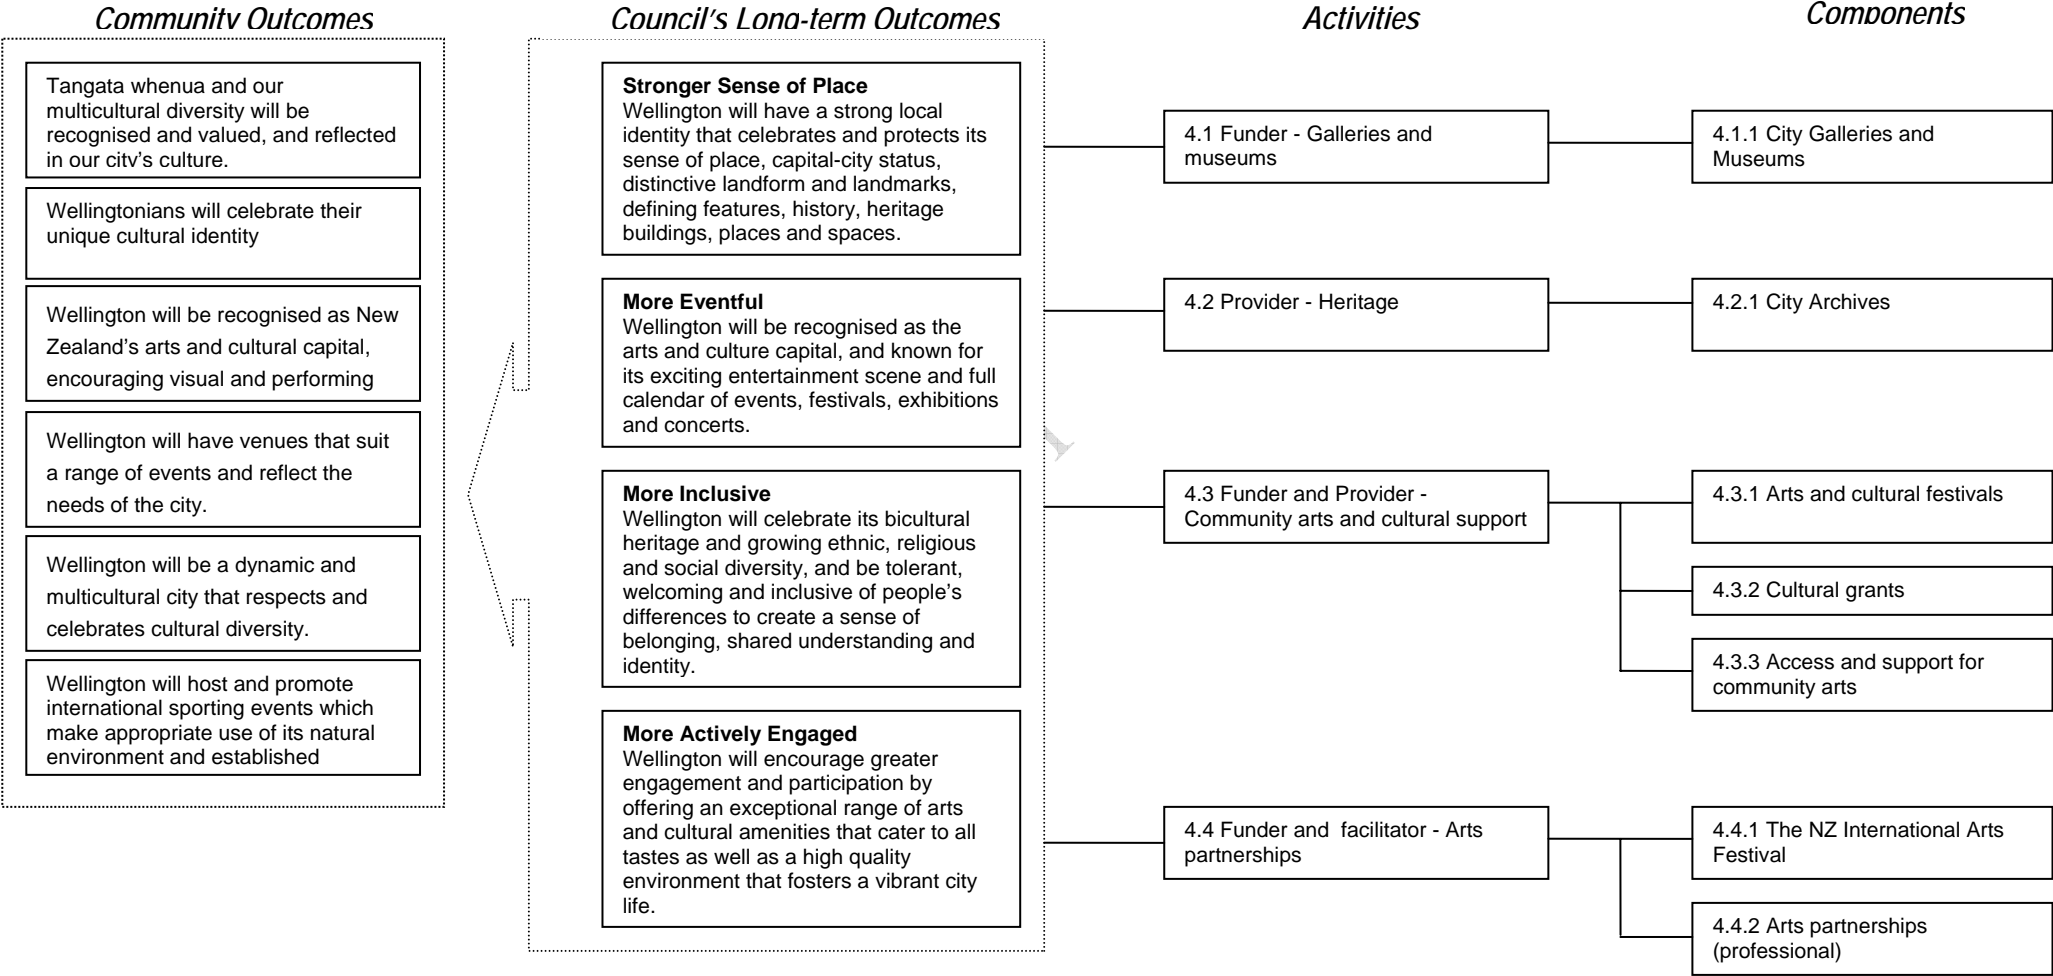 Community Outcomes
Tangata whenua and our
multicultural diversity will be
recognised and valued, and reflected
in our city's culture.
Wellingtonians will celebrate their
unique cultural identity
Wellington will be recognised as New
Zealand's arts and cultural capital,
encouraging visual and performing
Wellington will have venues that suit
a range of events and reflect the
needs of the city.
Wellington will be a dynamic and
multicultural city that respects and
celebrates cultural diversity.
Wellington will host and promote
international sporting events which
make appropriate use of its natural
environment and established
Council's Long-term Outcomes
Stronger Sense of Place
Wellington will have a strong local
identity that celebrates and protects its
sense of place, capital-city status,
distinctive landform and landmarks,
defining features, history, heritage
buildings, places and spaces.
More Eventful
Wellington will be recognised as the
arts and culture capital, and known for
its exciting entertainment scene and full
calendar of events, festivals, exhibitions
and concerts.
More Inclusive
Wellington will celebrate its bicultural
heritage and growing ethnic, religious
and social diversity, and be tolerant,
welcoming and inclusive of people's
differences to create a sense of
belonging, shared understanding and
identity.
More Actively Engaged
Wellington will encourage greater
engagement and participation by
offering an exceptional range of arts
and cultural amenities that cater to all
tastes as well as a high quality
environment that fosters a vibrant city
life.
Activities
4.1 Funder - Galleries and
museums
4.2 Provider - Heritage
4.3 Funder and Provider -
Community arts and cultural support
4.4 Funder and  facilitator - Arts
partnerships
Components
4.1.1 City Galleries and
Museums
4.2.1 City Archives
4.3.1 Arts and cultural festivals
4.3.2 Cultural grants
4.3.3 Access and support for
community arts
4.4.1 The NZ International Arts
Festival
4.4.2 Arts partnerships
(professional)